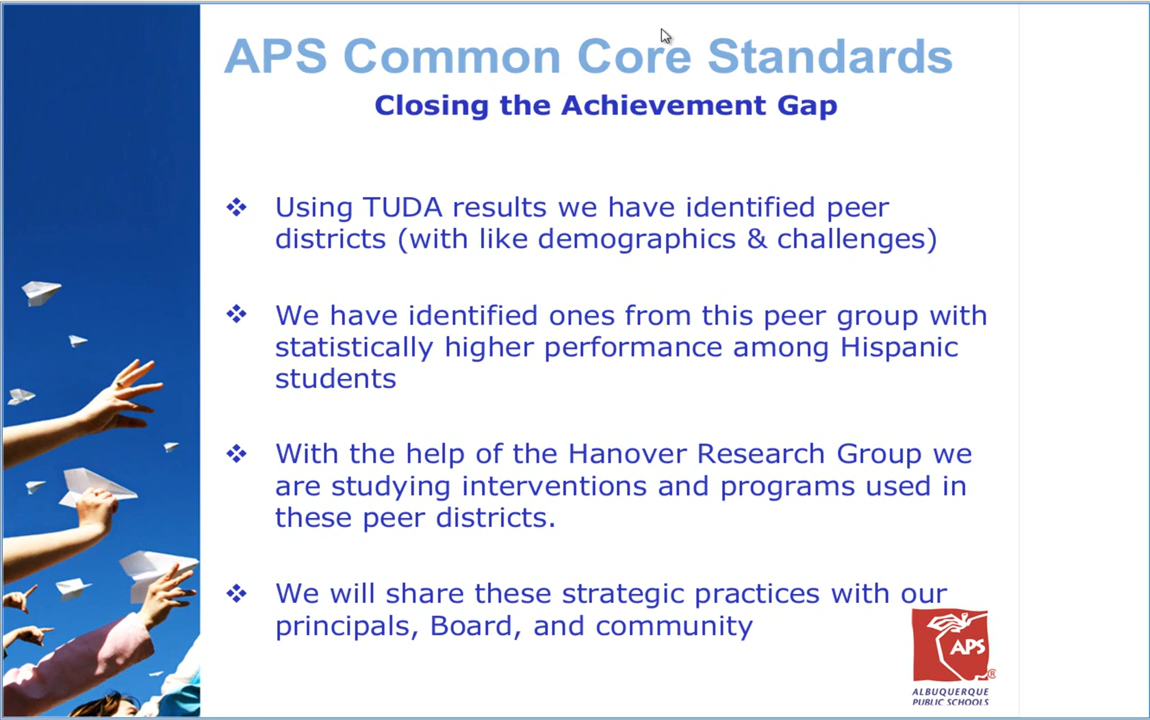 APS Common Core Standards
Closing the Achievement Gap
❖ Using TUDA results we have identified peer
districts (with like demographics & challenges)
❖ We have identified ones from this peer group with
statistically higher performance among Hispanic
students
❖ With the help of the Hanover Research Group we
are studying interventions and programs used in
these peer districts.
❖ We will share these strategic practices with our
principals, Board, and community
APS
®
ALBUQUERQUE
PUBLIC SCHOOLS